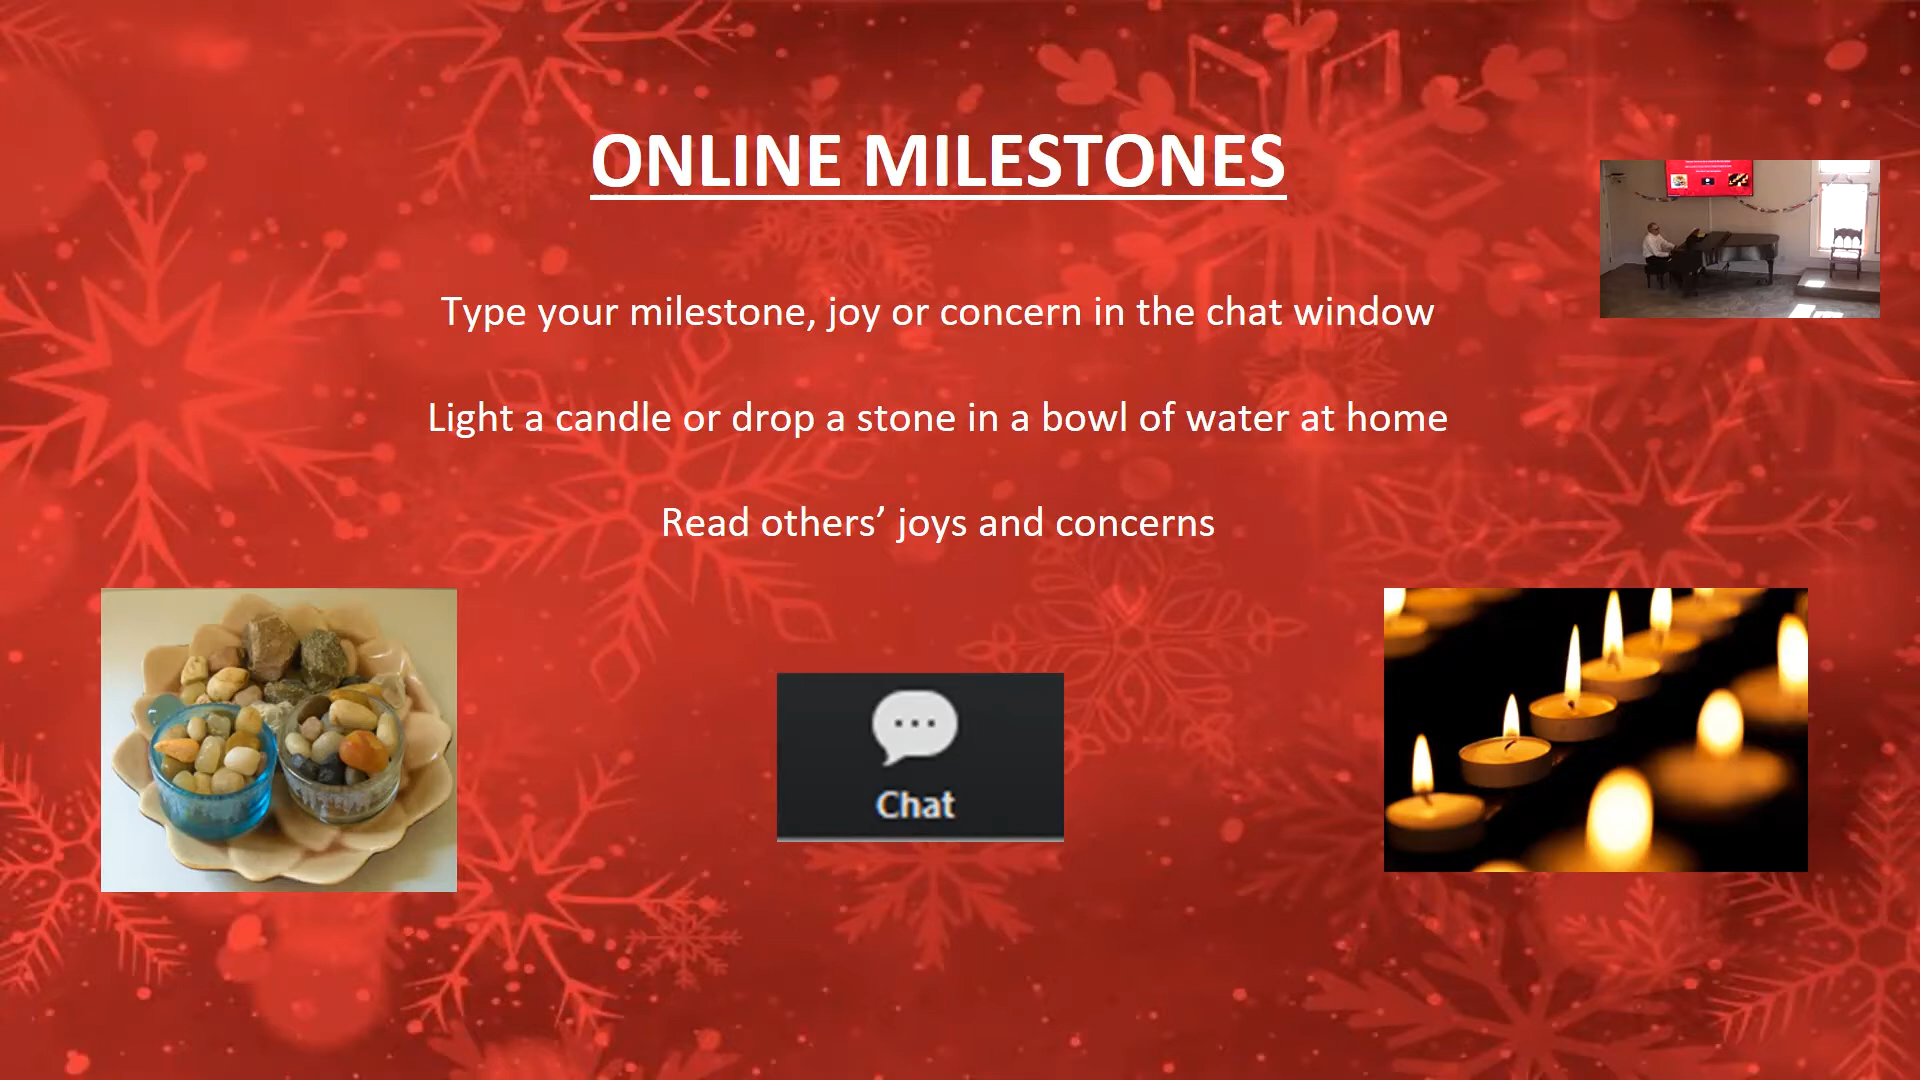 ONLINE MILESTONES
Type your milestone, joy or concern in the chat window
Light a candle or drop a stone in a bowl of water at home
Read others’ joys and concerns
Chat